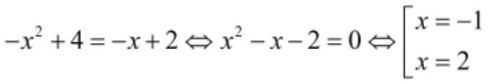 −x² + 4 = −x + 2 ⇔ x² − x − 2 = 0 ⇔ [x = −1
x = 2